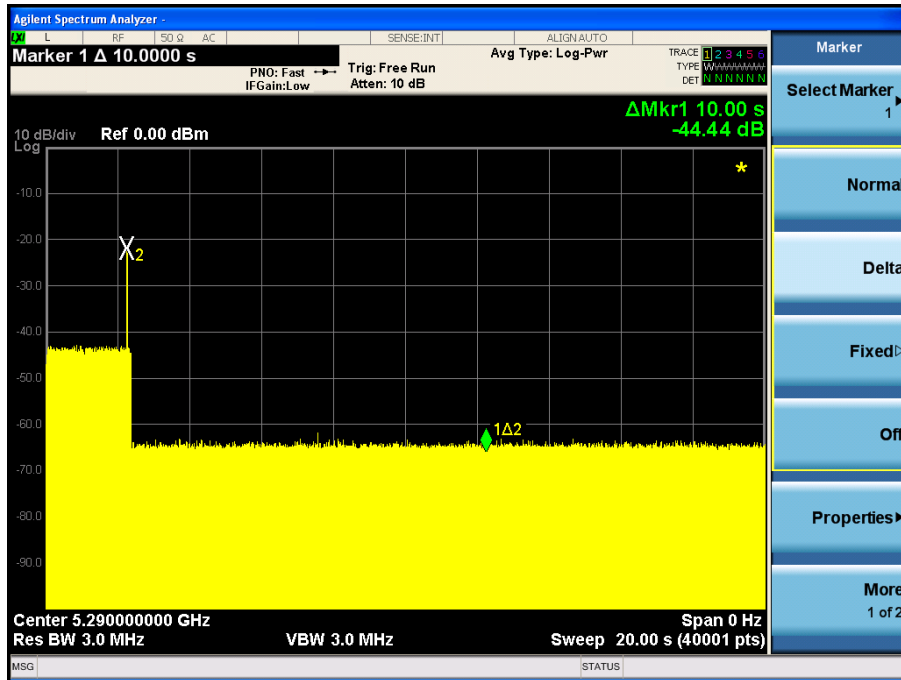 Agilent Spectrum Analyzer -
LXI L RF 50 Ω AC SENSE:INT ALIGN AUTO
Marker 1 Δ 10.0000 s
PNO: Fast
IFGain:Low
Trig: Free Run
Atten: 10 dB
Avg Type: Log-Pwr
TRACE 1 2 3 4 5 6
TYPE WWWWWW
DET N N N N N N
ΔMkr1 10.00 s
-44.44 dB
10 dB/div Ref 0.00 dBm
Log
-10.0
-20.0
-30.0
-40.0
-50.0
-60.0
-70.0
-80.0
-90.0
X2
1Δ2
*
Center 5.290000000 GHz Span 0 Hz
Res BW 3.0 MHz VBW 3.0 MHz Sweep 20.00 s (40001 pts)
MSG STATUS
Marker
Select Marker
1
Normal
Delta
Fixed
Off
Properties
More
1 of 2